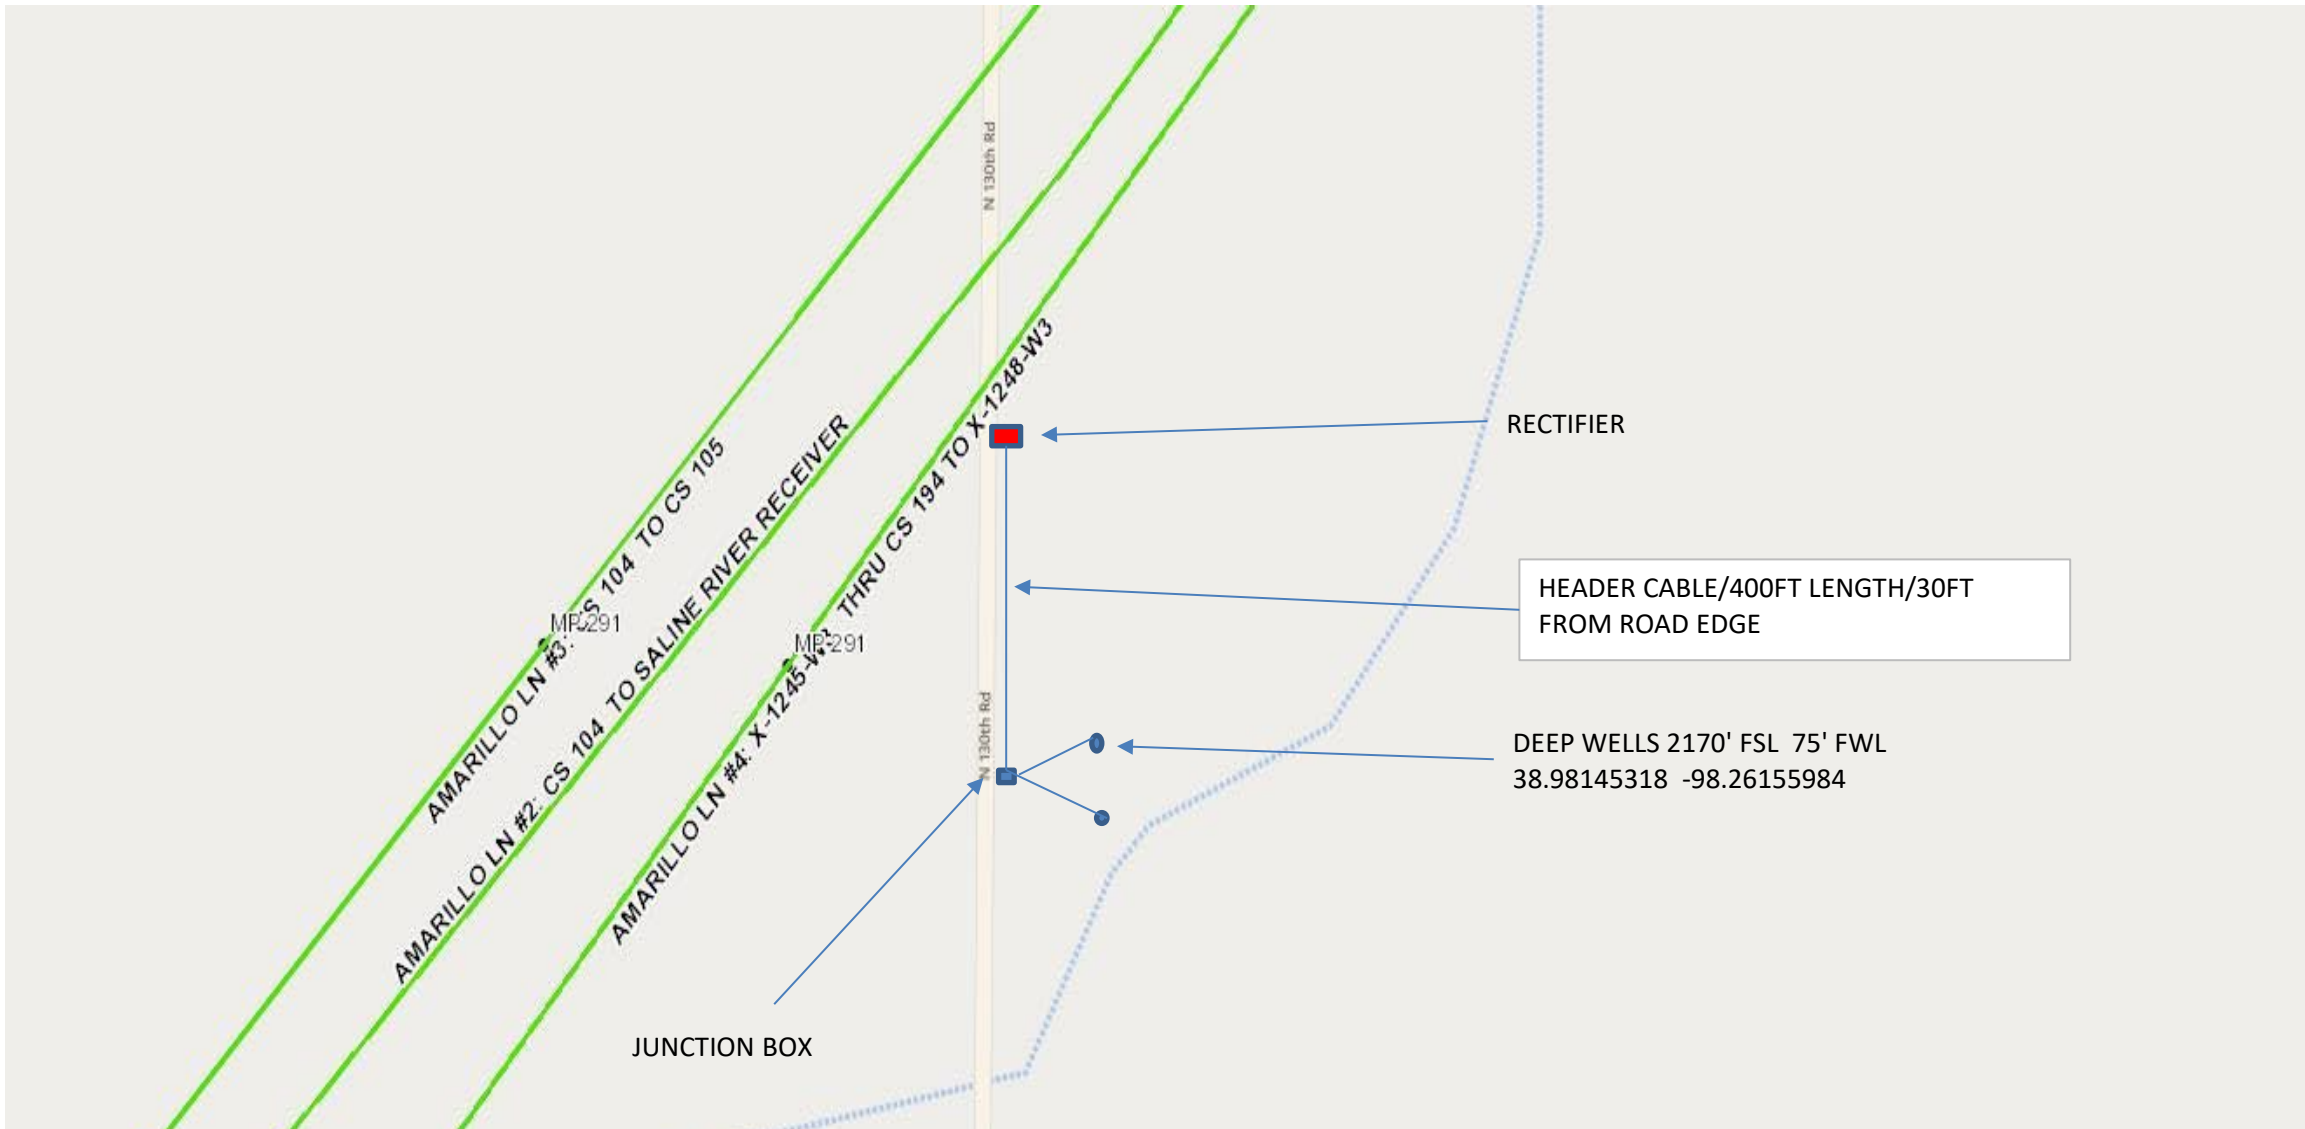 N 130th Rd
RECTIFIER
AMARILLO LN #3: CS 104 TO CS 105
AMARILLO LN #2: CS 104 TO SALINE RIVER RECEIVER
AMARILLO LN #4: X-1245-W3 THRU CS 194 TO X-1248-W3
MP-291
MP-291
HEADER CABLE/400FT LENGTH/30FT
FROM ROAD EDGE
N 130th Rd
DEEP WELLS 2170' FSL 75' FWL
38.98145318 -98.26155984
JUNCTION BOX